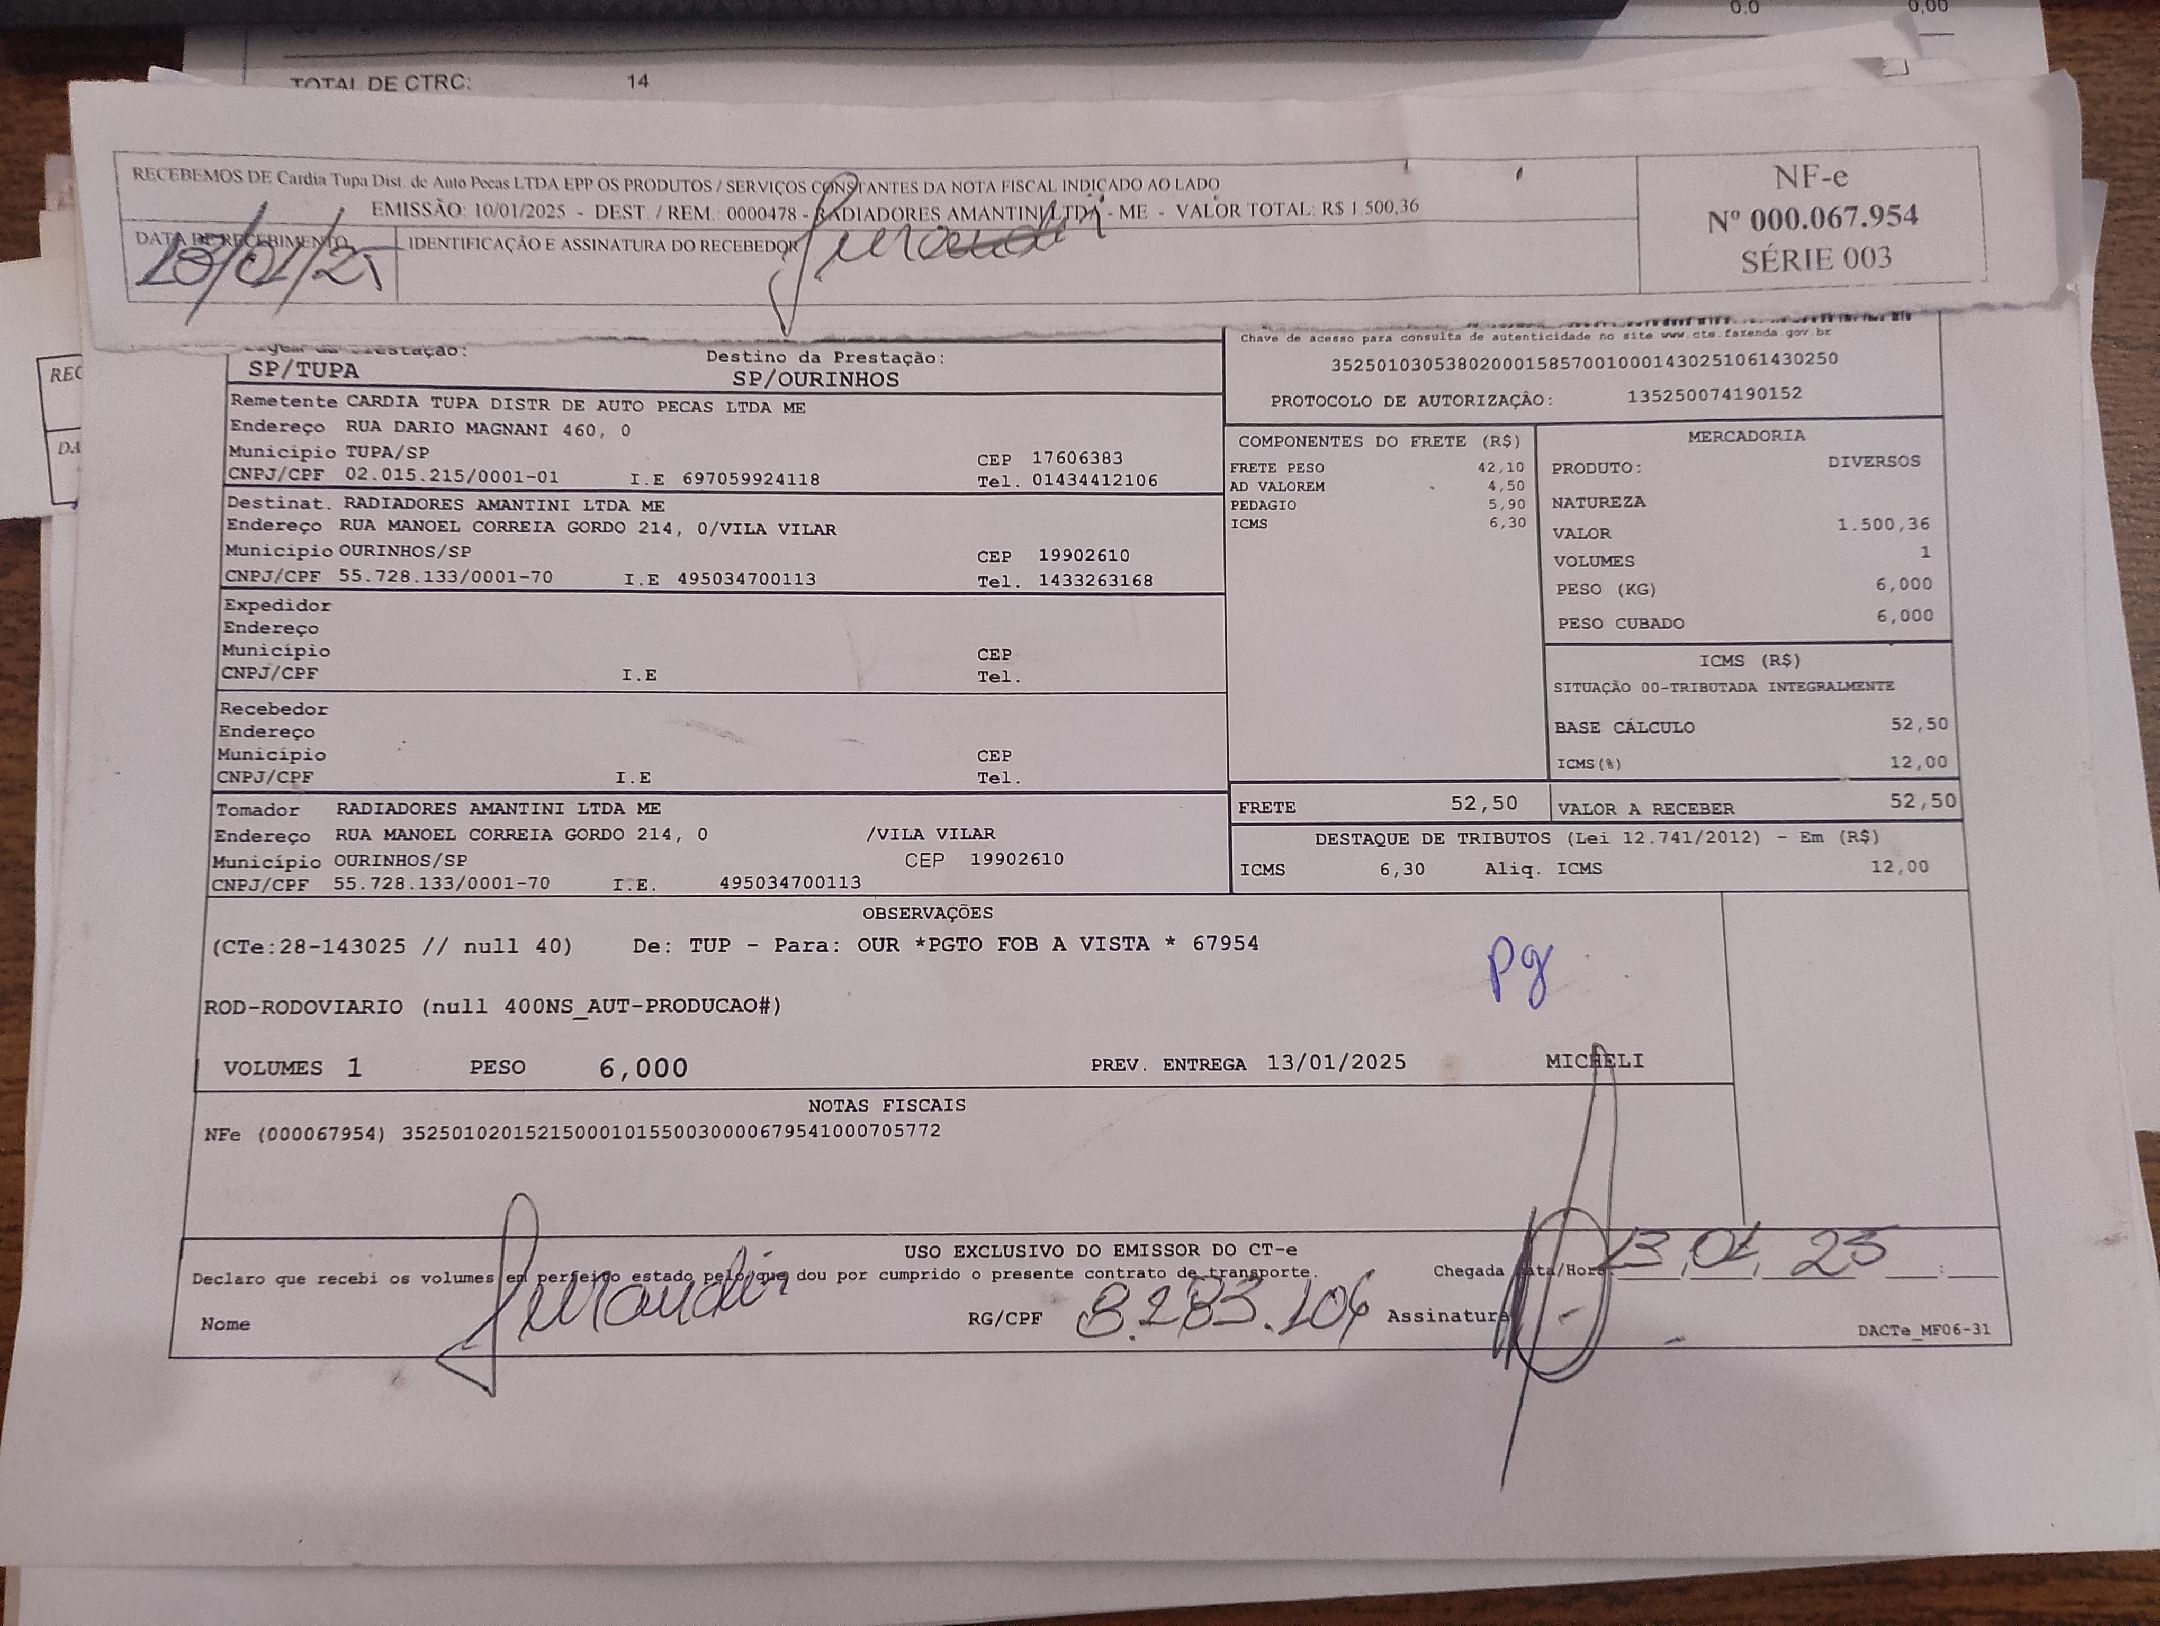 0.0 0,00
TOTAL DE CTRC: 14
RECEBEMOS DE Cardia Tupa Dist. de Auto Pecas LTDA EPP OS PRODUTOS / SERVIÇOS CONSTANTES DA NOTA FISCAL INDICADO AO LADO
EMISSÃO: 10/01/2025 - DEST. / REM.: 0000478 - RADIADORES AMANTINI LTDA - ME - VALOR TOTAL: R$ 1.500,36
DATA DE RECEBIMENTO
13/01/25
IDENTIFICAÇÃO E ASSINATURA DO RECEBEDOR
NF-e
Nº 000.067.954
SÉRIE 003
REC
DA
Prestação:
SP/TUPA
Destino da Prestação:
SP/OURINHOS
Chave de acesso para consulta de autenticidade no site www.cte.fazenda.gov.br
35250103053802000158570010001430251061430250
PROTOCOLO DE AUTORIZAÇÃO: 135250074190152
Remetente CARDIA TUPA DISTR DE AUTO PECAS LTDA ME
Endereço RUA DARIO MAGNANI 460, 0
Município TUPA/SP CEP 17606383
CNPJ/CPF 02.015.215/0001-01 I.E 697059924118 Tel. 01434412106
Destinat. RADIADORES AMANTINI LTDA ME
Endereço RUA MANOEL CORREIA GORDO 214, 0/VILA VILAR
Município OURINHOS/SP CEP 19902610
CNPJ/CPF 55.728.133/0001-70 I.E 495034700113 Tel. 1433263168
Expedidor
Endereço
Município CEP
CNPJ/CPF I.E Tel.
Recebedor
Endereço
Município CEP
CNPJ/CPF I.E Tel.
Tomador RADIADORES AMANTINI LTDA ME
Endereço RUA MANOEL CORREIA GORDO 214, 0 /VILA VILAR
Município OURINHOS/SP CEP 19902610
CNPJ/CPF 55.728.133/0001-70 I.E. 495034700113
COMPONENTES DO FRETE (R$)
FRETE PESO 42,10
AD VALOREM 4,50
PEDAGIO 5,90
ICMS 6,30
MERCADORIA
PRODUTO: DIVERSOS
NATUREZA
VALOR 1.500,36
VOLUMES 1
PESO (KG) 6,000
PESO CUBADO 6,000
ICMS (R$)
SITUAÇÃO 00-TRIBUTADA INTEGRALMENTE
BASE CÁLCULO 52,50
ICMS(%) 12,00
FRETE 52,50 VALOR A RECEBER 52,50
DESTAQUE DE TRIBUTOS (Lei 12.741/2012) - Em (R$)
ICMS 6,30 Aliq. ICMS 12,00
OBSERVAÇÕES
(CTe:28-143025 // null 40) De: TUP - Para: OUR *PGTO FOB A VISTA * 67954
pg
ROD-RODOVIARIO (null 400NS_AUT-PRODUCAO#)
VOLUMES 1 PESO 6,000 PREV. ENTREGA 13/01/2025 MICHELI
NOTAS FISCAIS
NFe (000067954) 35250102015215000101550030000679541000705772
USO EXCLUSIVO DO EMISSOR DO CT-e
Declaro que recebi os volumes em perfeito estado pelo que dou por cumprido o presente contrato de transporte. Chegada Data/Hora 13 01 25 :
Nome RG/CPF 8.283.106 Assinatura
DACTe_MF06-31